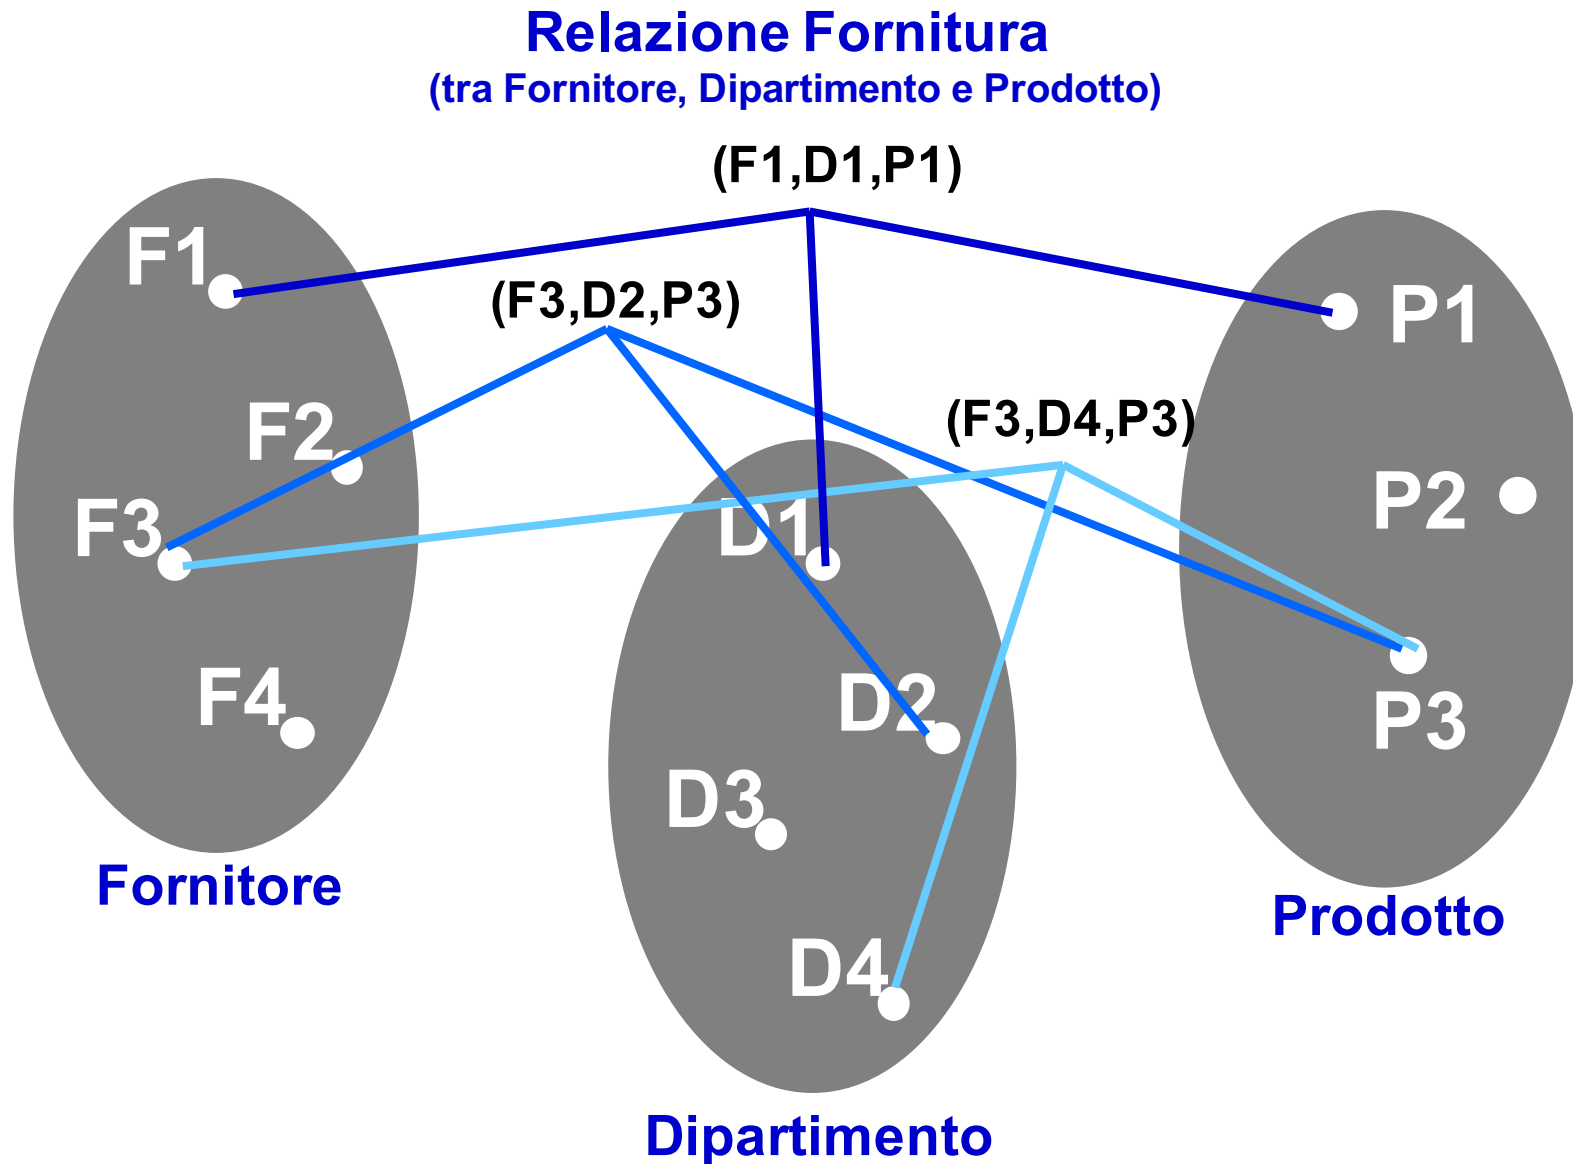 Relazione Fornitura
(tra Fornitore, Dipartimento e Prodotto)
(F1,D1,P1)
F1
(F3,D2,P3)
P1
F2
(F3,D4,P3)
F3
D1
P2
F4
D2
P3
D3
Fornitore
Prodotto
D4
Dipartimento